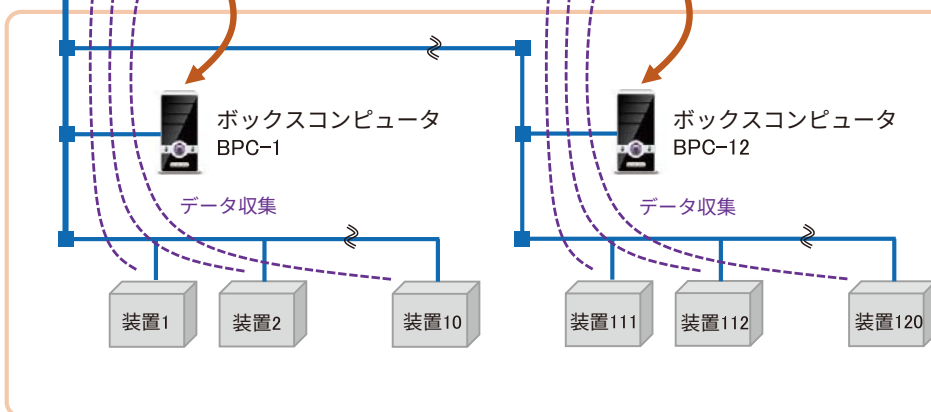 ボックスコンピュータ
BPC-1
ボックスコンピュータ
BPC-12
データ収集
データ収集
装置1
装置2
装置10
装置111
装置112
装置120